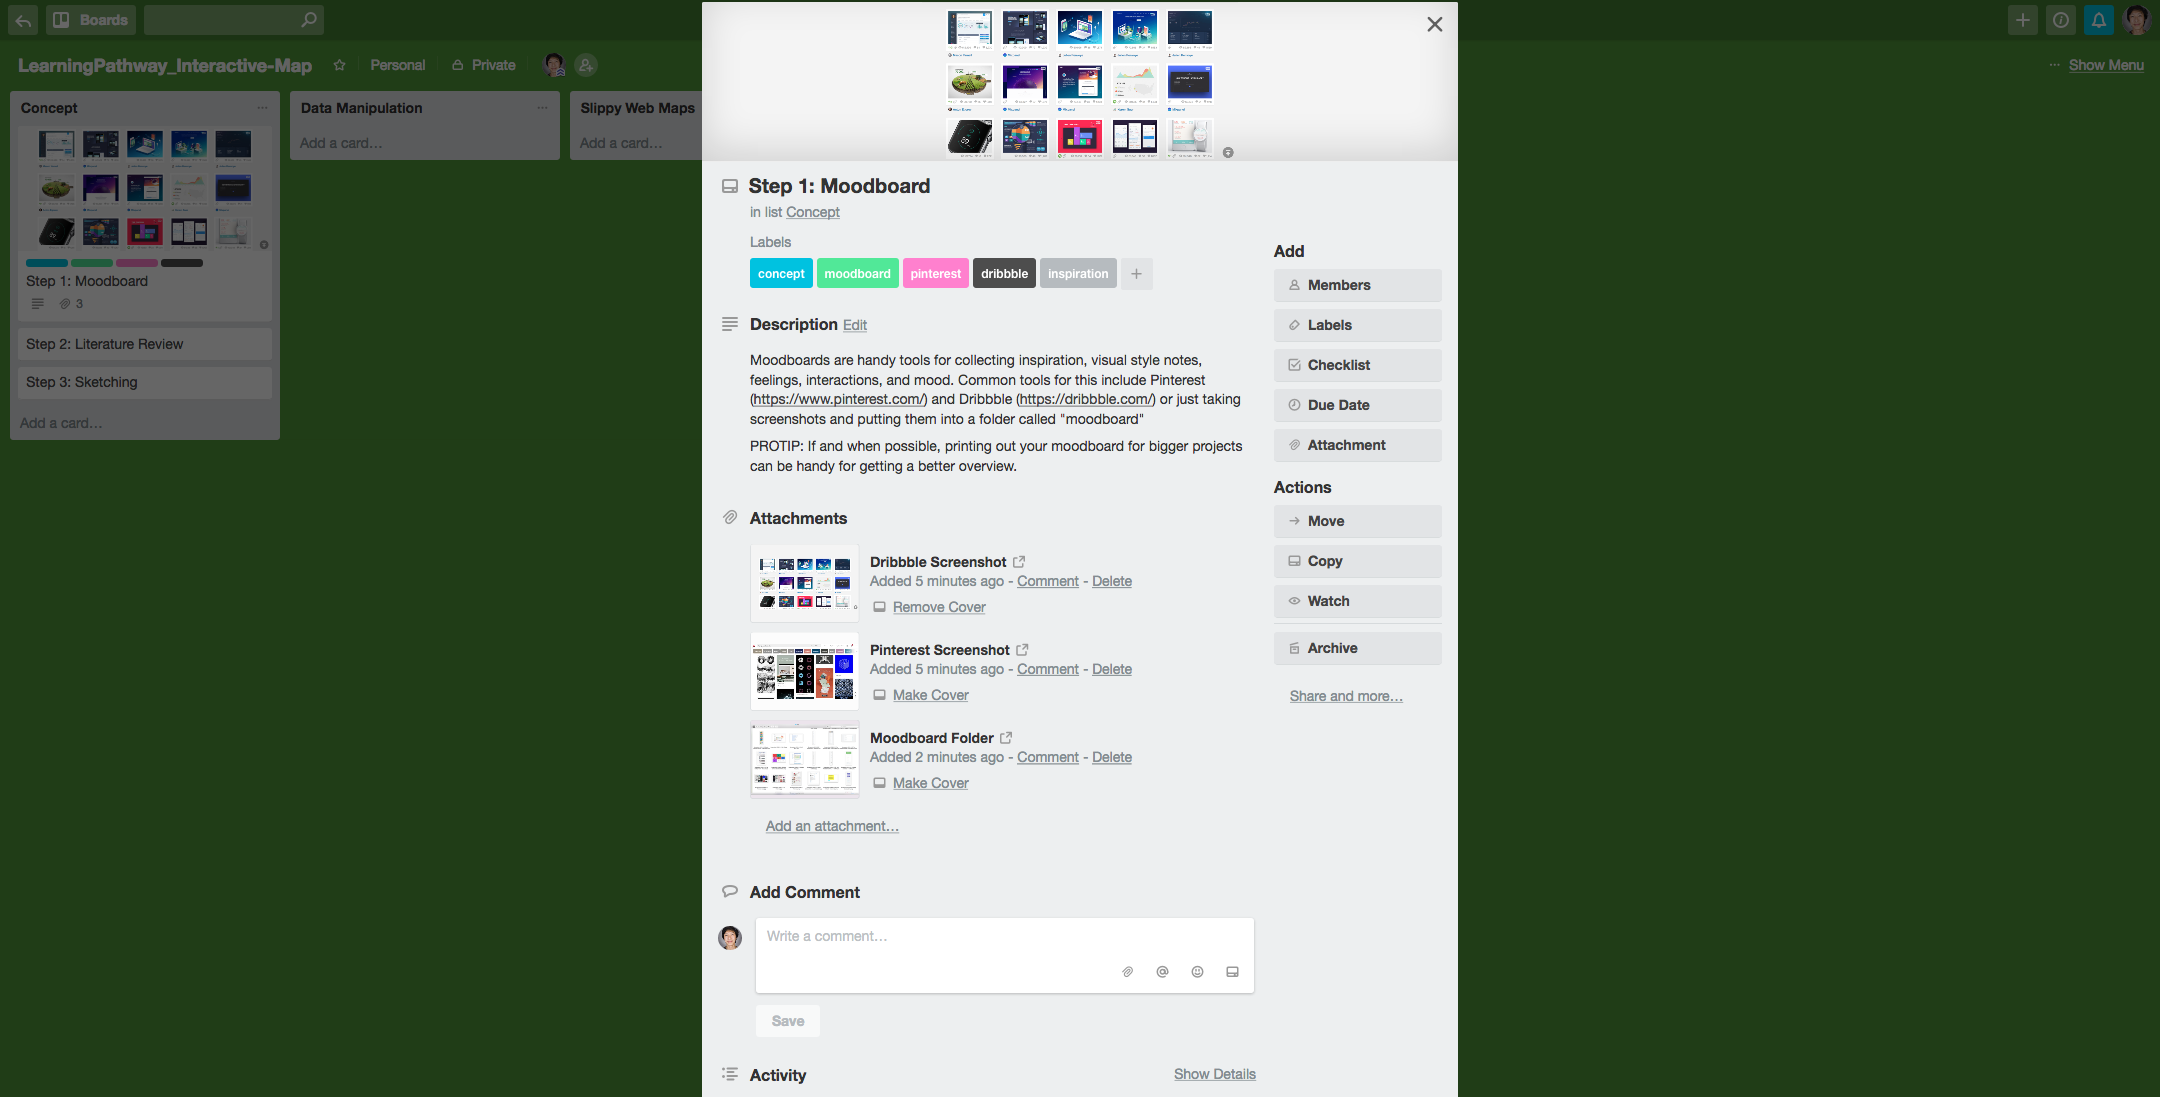 Boards
LearningPathway_Interactive-Map
Personal
Private
Show Menu
Concept
Step 1: Moodboard
3
Step 2: Literature Review
Step 3: Sketching
Add a card...
Data Manipulation
Add a card...
Slippy Web Maps
Add a card...
Step 1: Moodboard
in list Concept
Labels
concept
moodboard
pinterest
dribbble
inspiration
Description Edit
Moodboards are handy tools for collecting inspiration, visual style notes,
feelings, interactions, and mood. Common tools for this include Pinterest
(https://www.pinterest.com/) and Dribbble (https://dribbble.com/) or just taking
screenshots and putting them into a folder called "moodboard"
PROTIP: If and when possible, printing out your moodboard for bigger projects
can be handy for getting a better overview.
Attachments
Dribbble Screenshot
Added 5 minutes ago - Comment - Delete
Remove Cover
Pinterest Screenshot
Added 5 minutes ago - Comment - Delete
Make Cover
Moodboard Folder
Added 2 minutes ago - Comment - Delete
Make Cover
Add an attachment...
Add Comment
Write a comment...
Save
Activity
Show Details
Add
Members
Labels
Checklist
Due Date
Attachment
Actions
Move
Copy
Watch
Archive
Share and more...